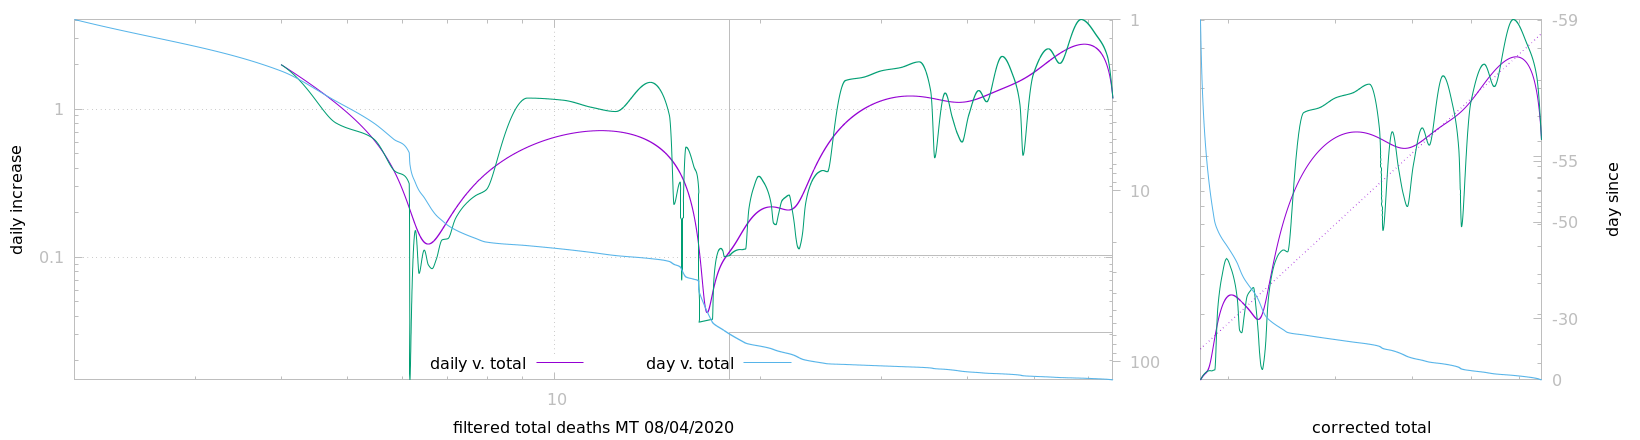 daily increase
1
0.1
10
filtered total deaths MT 08/04/2020
daily v. total
day v. total
1
10
100
-59
-55
-50
-30
0
day since
corrected total